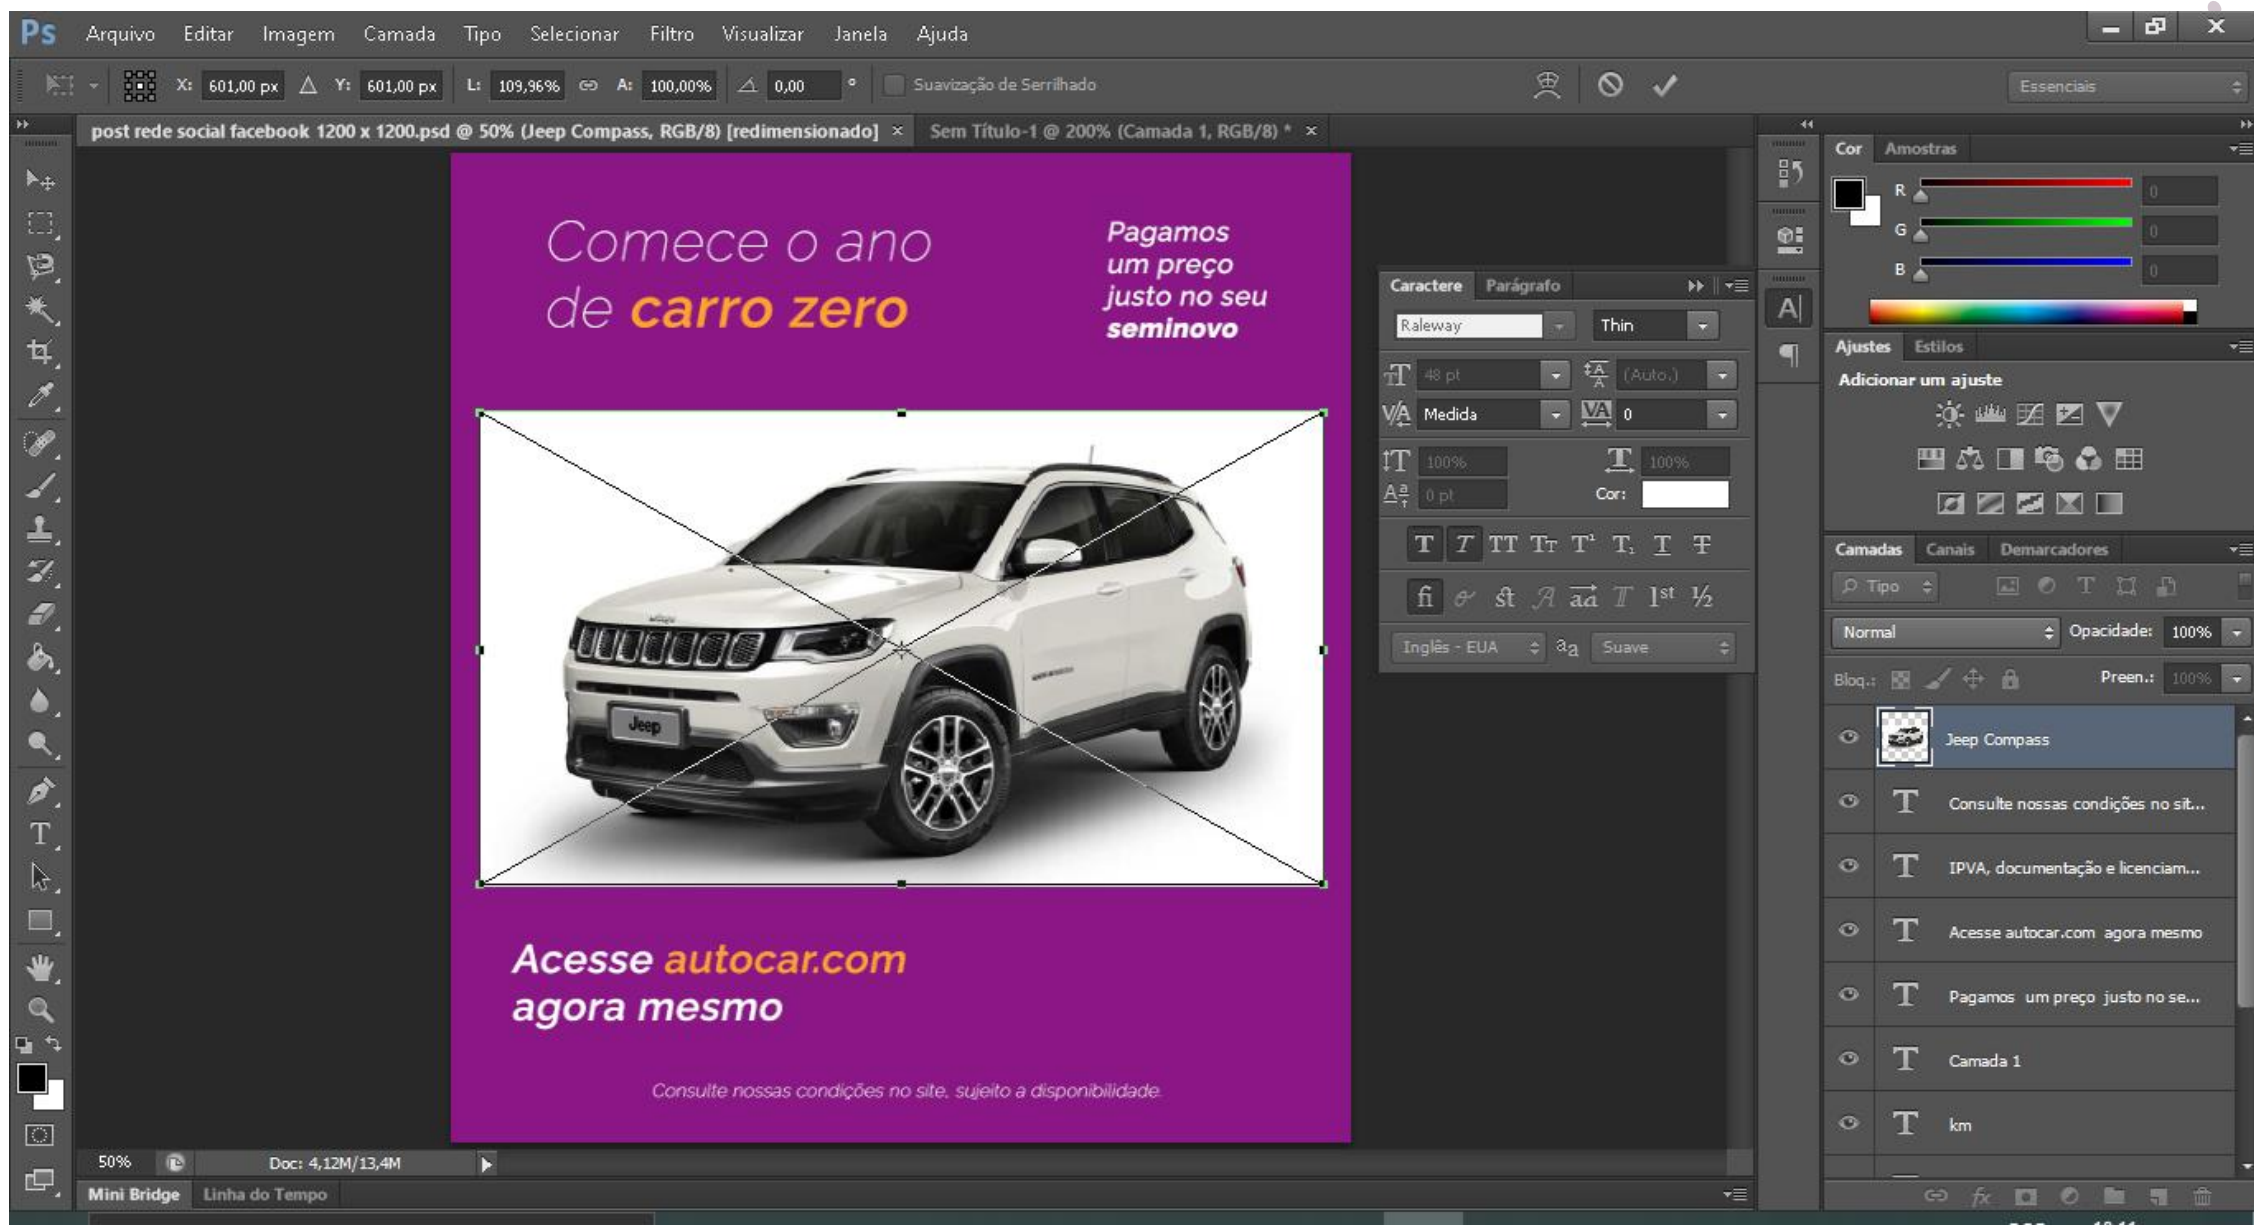 Ps Arquivo Editar Imagem Camada Tipo Selecionar Filtro Visualizar Janela Ajuda
X: 601,00 px Y: 601,00 px L: 109,96% A: 100,00% 0,00 ° Suavização de Serrilhado Essenciais
post rede social facebook 1200 x 1200.psd @ 50% (Jeep Compass, RGB/8) [redimensionado] × Sem Título-1 @ 200% (Camada 1, RGB/8) * ×
Comece o ano
de carro zero
Pagamos
um preço
justo no seu
seminovo
Jeep
Acesse autocar.com
agora mesmo
Consulte nossas condições no site, sujeito a disponibilidade.
Caractere Parágrafo
Raleway Thin
48 pt (Auto.)
Medida 0
100% 100%
0 pt Cor:
Inglês - EUA aa Suave
Cor Amostras
R 0
G 0
B 0
Ajustes Estilos
Adicionar um ajuste
Camadas Canais Demarcadores
Tipo
Normal Opacidade: 100%
Bloq.: Preen.: 100%
Jeep Compass
Consulte nossas condições no sit...
IPVA, documentação e licenciam...
Acesse autocar.com agora mesmo
Pagamos um preço justo no se...
Camada 1
km
50% Doc: 4,12M/13,4M
Mini Bridge Linha do Tempo